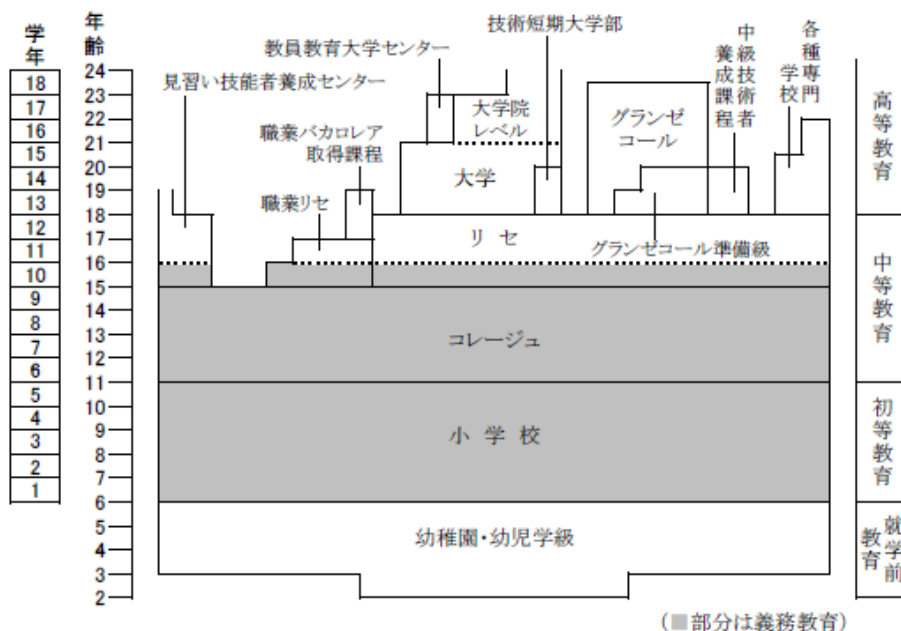 学年
年齢
18
17
16
15
14
13
12
11
10
9
8
7
6
5
4
3
2
1
24
23
22
21
20
19
18
17
16
15
14
13
12
11
10
9
8
7
6
5
4
3
2
見習い技能者養成センター
教員教育大学センター
技術短期大学部
中級技術者
養成課程
各種専門
学校
職業バカロレア
取得課程
職業リセ
大学院
レベル
大学
グランゼ
コール
リセ
グランゼコール準備級
コレージュ
小学校
幼稚園・幼児学級
高等教育
中等教育
初等教育
就学前
教育
(■部分は義務教育)